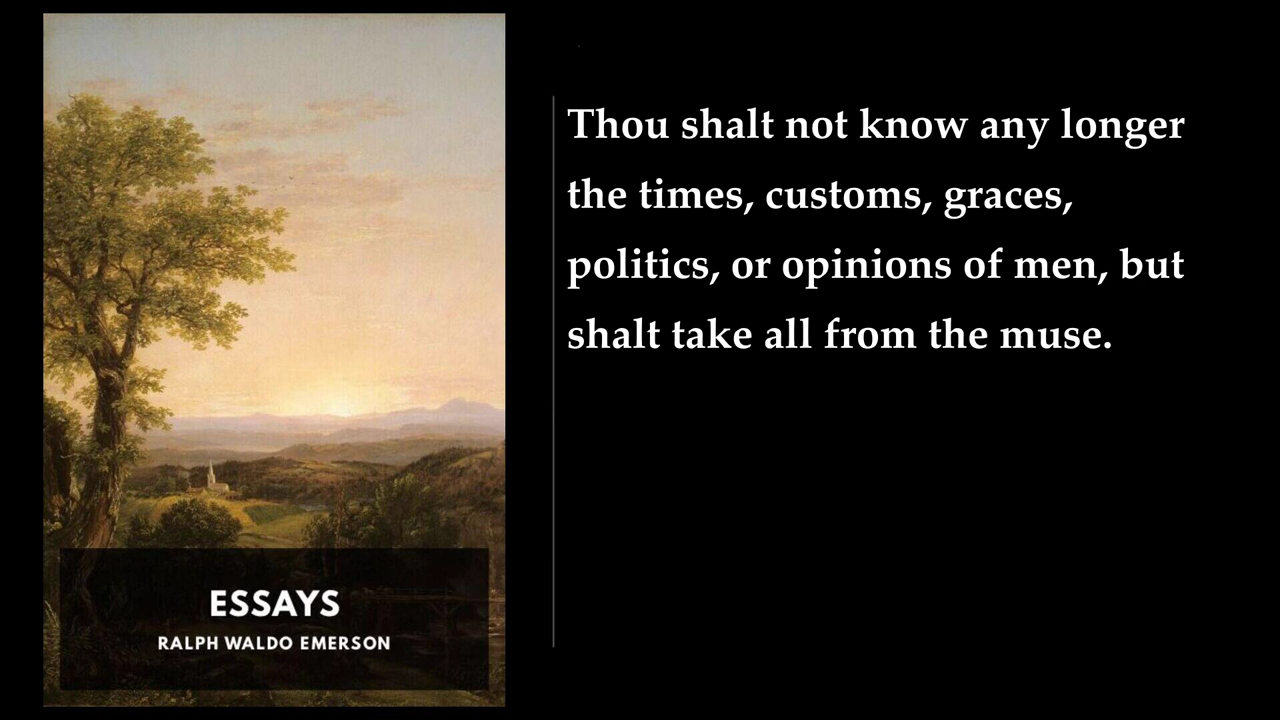 ESSAYS
RALPH WALDO EMERSON
Thou shalt not know any longer
the times, customs, graces,
politics, or opinions of men, but
shalt take all from the muse.